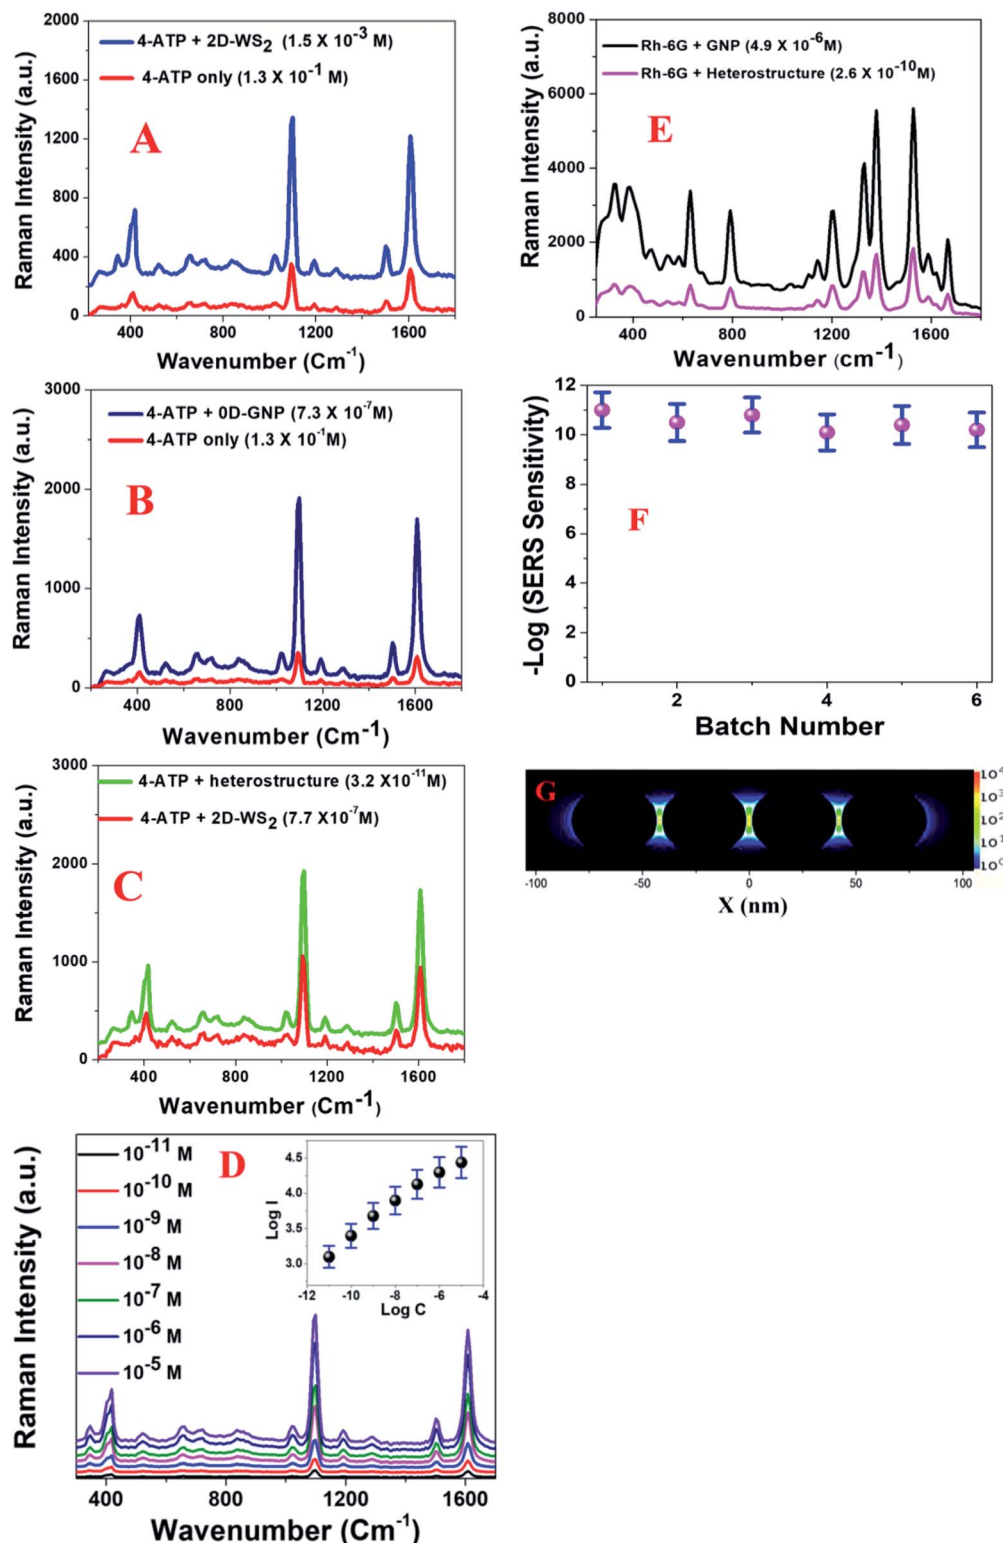 2000
1600
1200
800
400
0
Raman Intensity (a.u.)
4-ATP + 2D-WS2 (1.5 X 10-3 M)
4-ATP only (1.3 X 10-1 M)
A
400 800 1200 1600
Wavenumber (Cm-1)
3000
2000
1000
0
Raman Intensity (a.u.)
4-ATP + 0D-GNP (7.3 X 10-7M)
4-ATP only (1.3 X 10-1M)
B
400 800 1200 1600
Wavenumber (Cm-1)
3000
2000
1000
0
Raman Intensity (a.u.)
4-ATP + heterostructure (3.2 X10-11M)
4-ATP + 2D-WS2 (7.7 X10-7M)
C
400 800 1200 1600
Wavenumber (Cm-1)
Raman Intensity (a.u.)
10-11 M
10-10 M
10-9 M
10-8 M
10-7 M
10-6 M
10-5 M
D
4.5
4.0
3.5
3.0
Log I
-12 -10 -8 -6 -4
Log C
400 800 1200 1600
Wavenumber (Cm-1)
8000
6000
4000
2000
0
Raman Intensity (a.u.)
Rh-6G + GNP (4.9 X 10-6M)
Rh-6G + Heterostructure (2.6 X 10-10M)
E
400 800 1200 1600
Wavenumber (cm-1)
12
10
8
6
4
2
0
-Log (SERS Sensitivity)
F
2 4 6
Batch Number
G
104
103
102
101
100
-100 -50 0 50 100
X (nm)